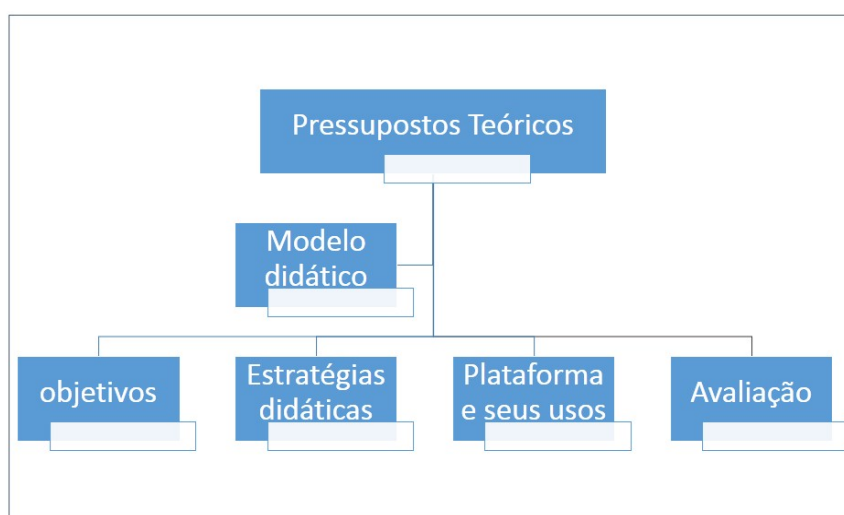 Pressupostos Teóricos
Modelo
didático
objetivos
Estratégias
didáticas
Plataforma
e seus usos
Avaliação